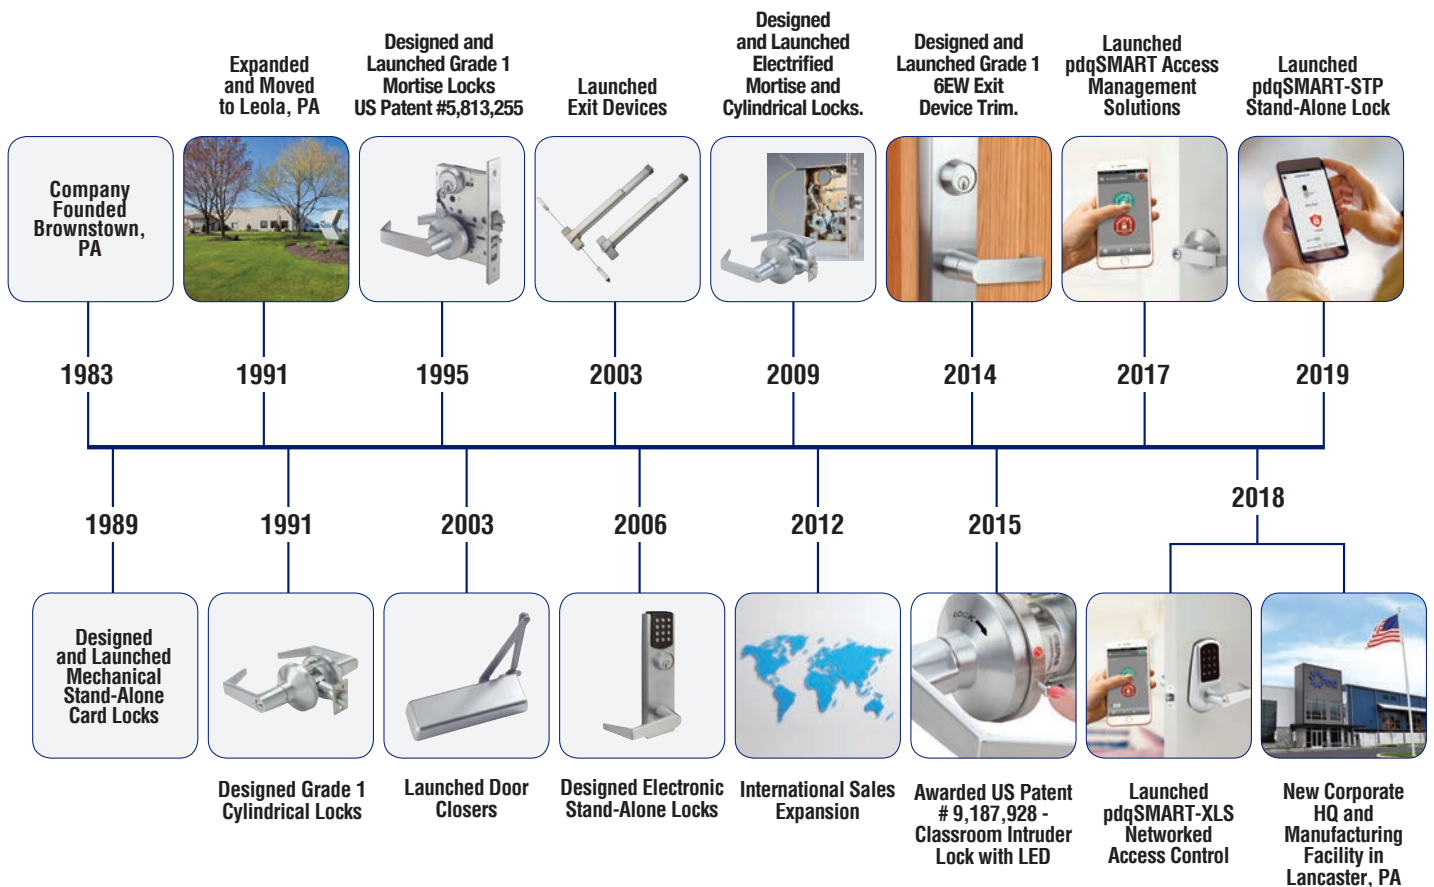 Expanded
and Moved
to Leola, PA
Designed and
Launched Grade 1
Mortise Locks
US Patent #5,813,255
Launched
Exit Devices
Designed
and Launched
Electrified
Mortise and
Cylindrical Locks.
Designed and
Launched Grade 1
6EW Exit
Device Trim.
Launched
pdqSMART Access
Management
Solutions
Launched
pdqSMART-STP
Stand-Alone Lock
Company
Founded
Brownstown,
PA
1983
1991
1995
2003
2009
2014
2017
2019
1989
1991
2003
2006
2012
2015
2018
Designed
and Launched
Mechanical
Stand-Alone
Card Locks
LOCK
Designed Grade 1
Cylindrical Locks
Launched Door
Closers
Designed Electronic
Stand-Alone Locks
International Sales
Expansion
Awarded US Patent
# 9,187,928 -
Classroom Intruder
Lock with LED
Launched
pdqSMART-XLS
Networked
Access Control
New Corporate
HQ and
Manufacturing
Facility in
Lancaster, PA